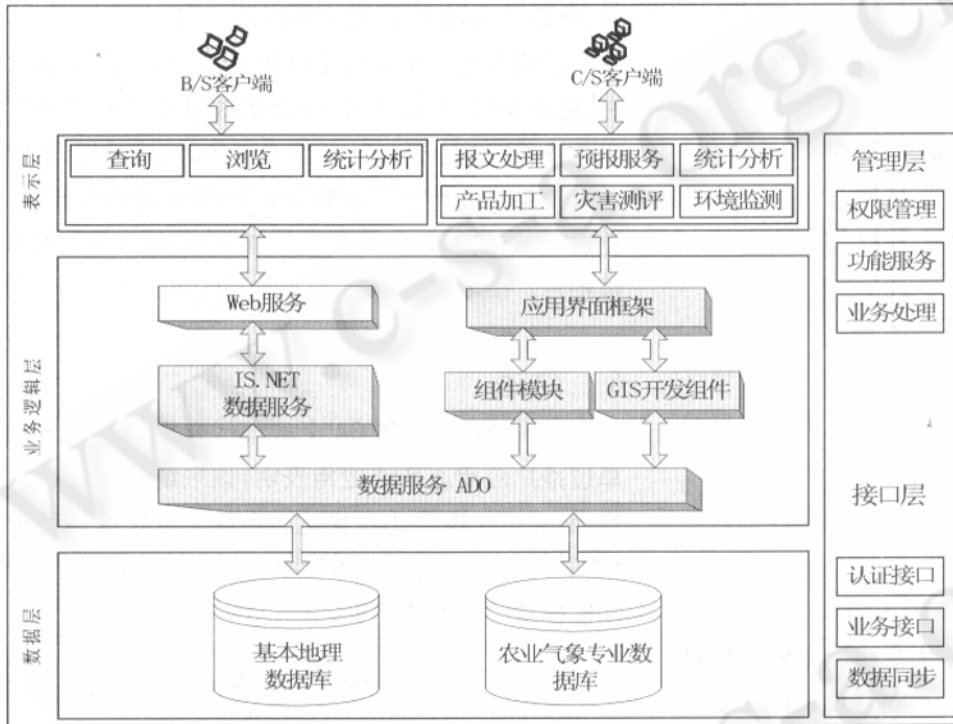 B/S客户端
C/S客户端
表示层
查询
浏览
统计分析
报文处理
预报服务
统计分析
产品加工
灾害测评
环境监测
管理层
权限管理
功能服务
业务处理
业务逻辑层
Web服务
应用界面框架
IS.NET
数据服务
组件模块
GIS开发组件
数据服务 ADO
接口层
认证接口
业务接口
数据同步
数据层
基本地理
数据库
农业气象专业数
据库
www.c-s-a.org.cn